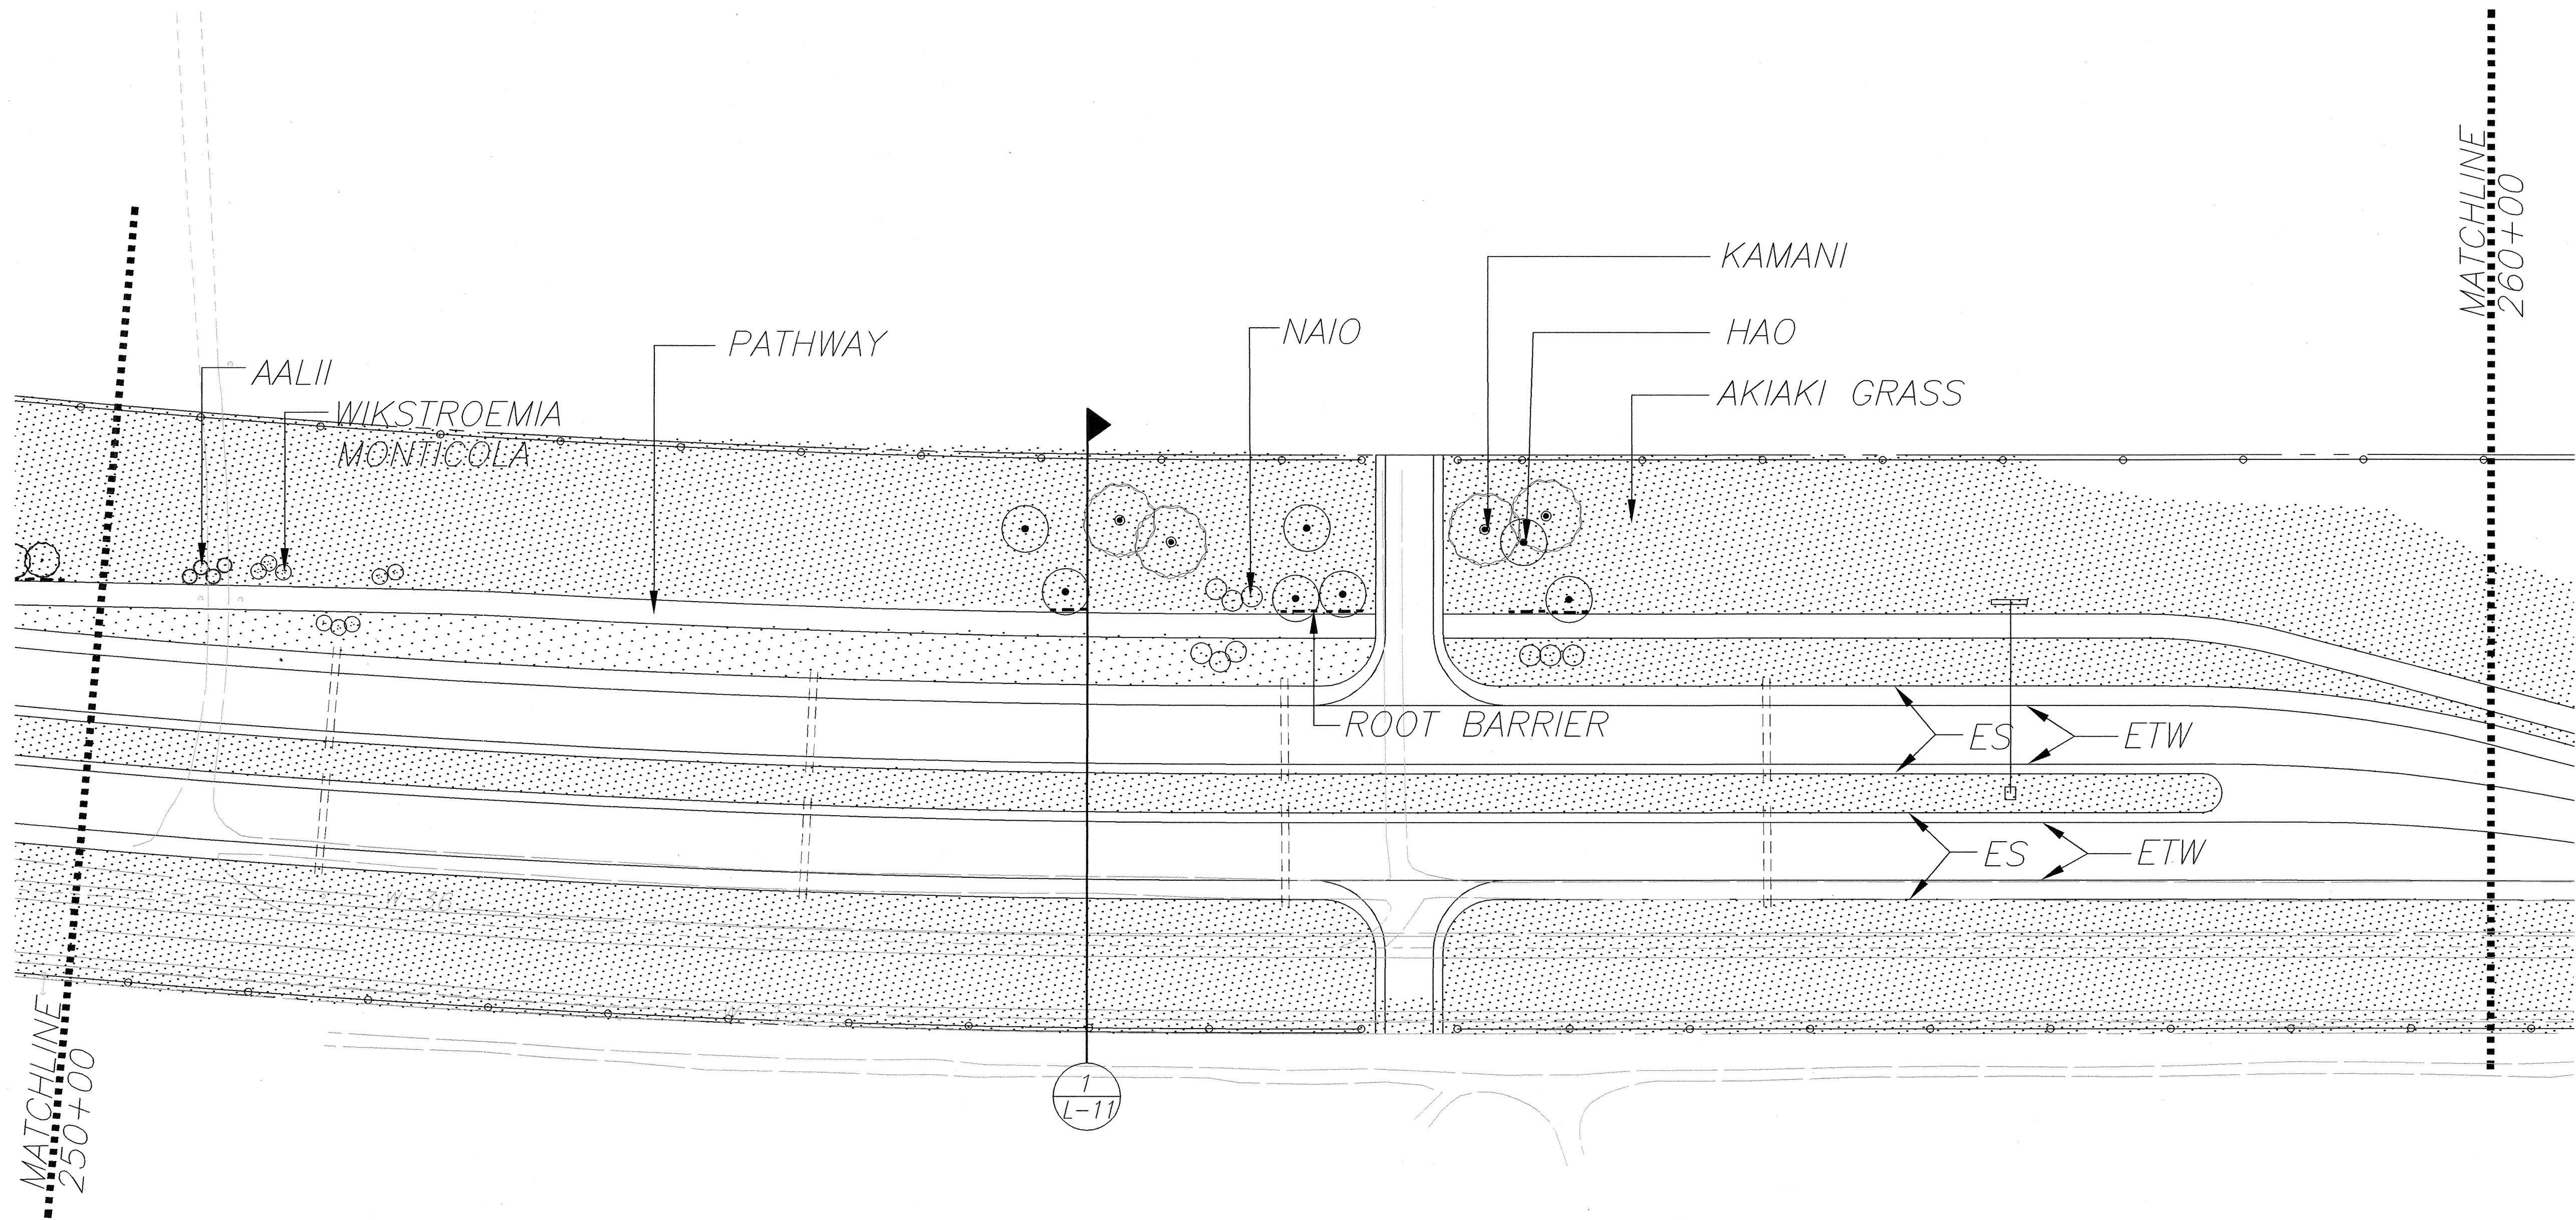 MATCHLINE
260+00
KAMANI
HAO
AKIAKI GRASS
NAIO
PATHWAY
AALII
WIKSTROEMIA
MONTICOLA
ROOT BARRIER
ES
ETW
ES
ETW
W-36
MATCHLINE
250+00
1
L-11